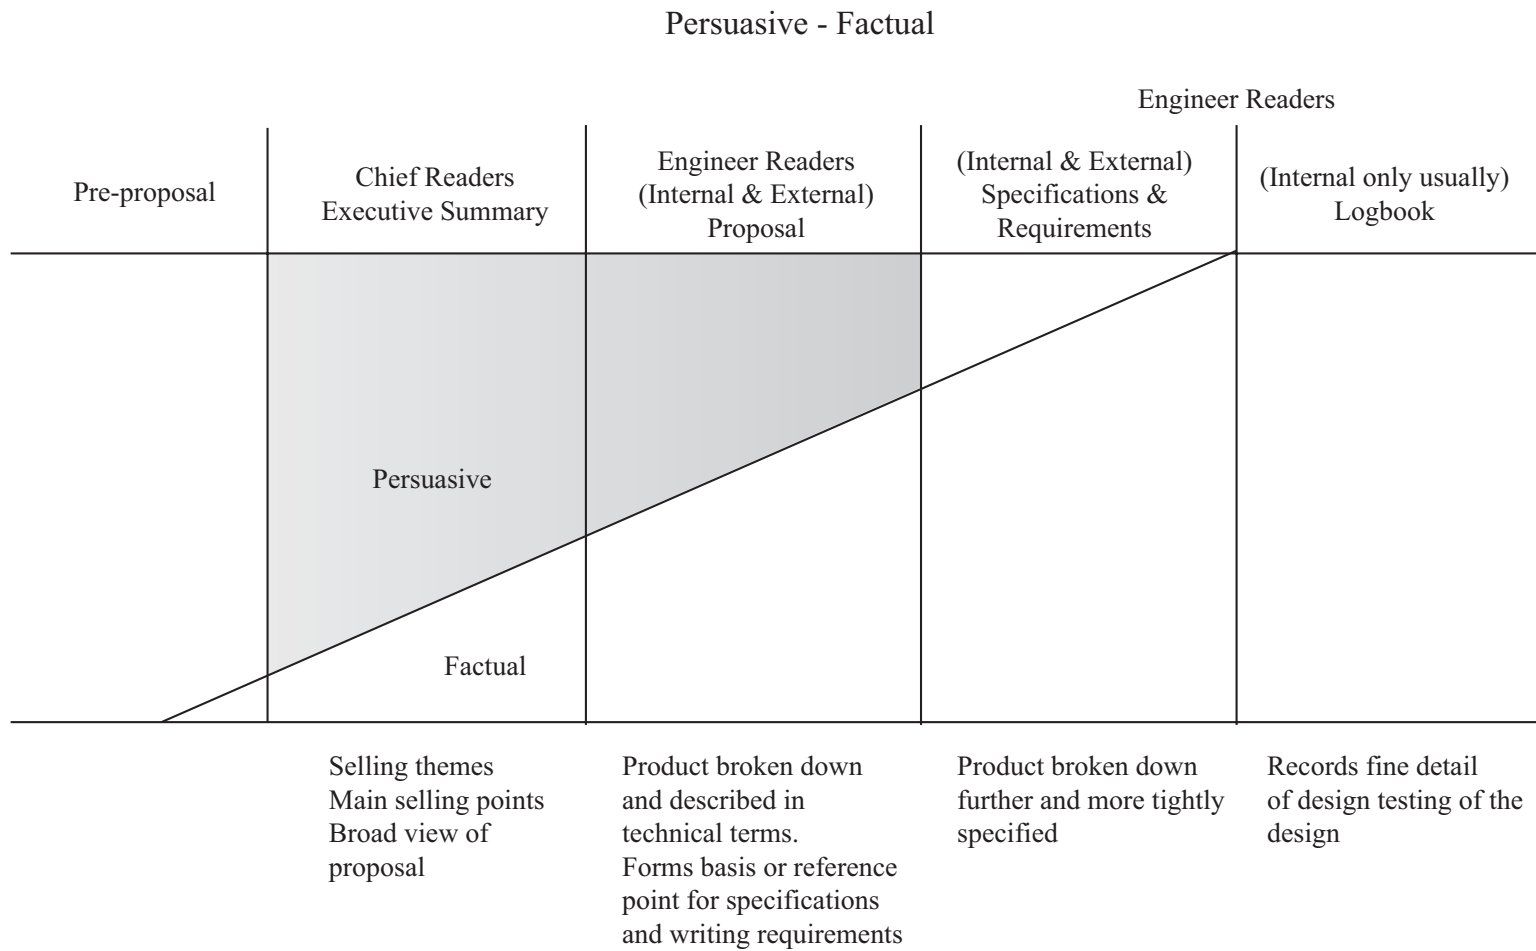 Persuasive - Factual
Engineer Readers
Pre-proposal
Chief Readers
Executive Summary
Engineer Readers
(Internal & External)
Proposal
(Internal & External)
Specifications &
Requirements
(Internal only usually)
Logbook
Persuasive
Factual
Selling themes
Main selling points
Broad view of
proposal
Product broken down
and described in
technical terms.
Forms basis or reference
point for specifications
and writing requirements
Product broken down
further and more tightly
specified
Records fine detail
of design testing of the
design